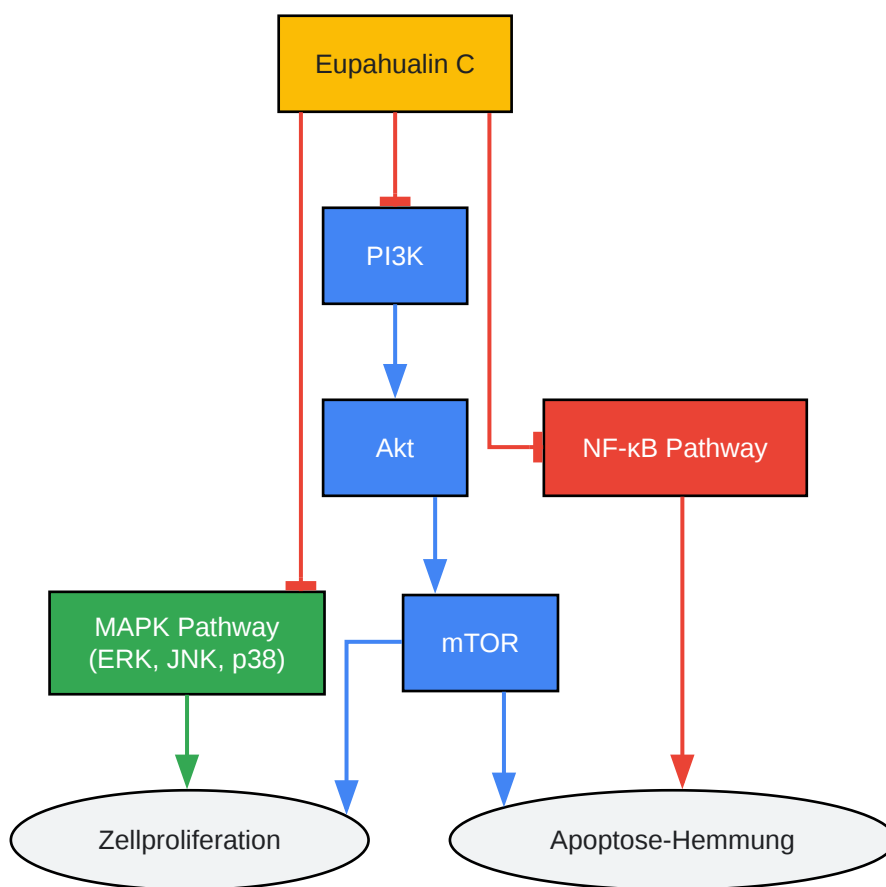 Eupahualin C
PI3K
Akt
NF-κB Pathway
MAPK Pathway
(ERK, JNK, p38)
mTOR
Zellproliferation
Apoptose-Hemmung